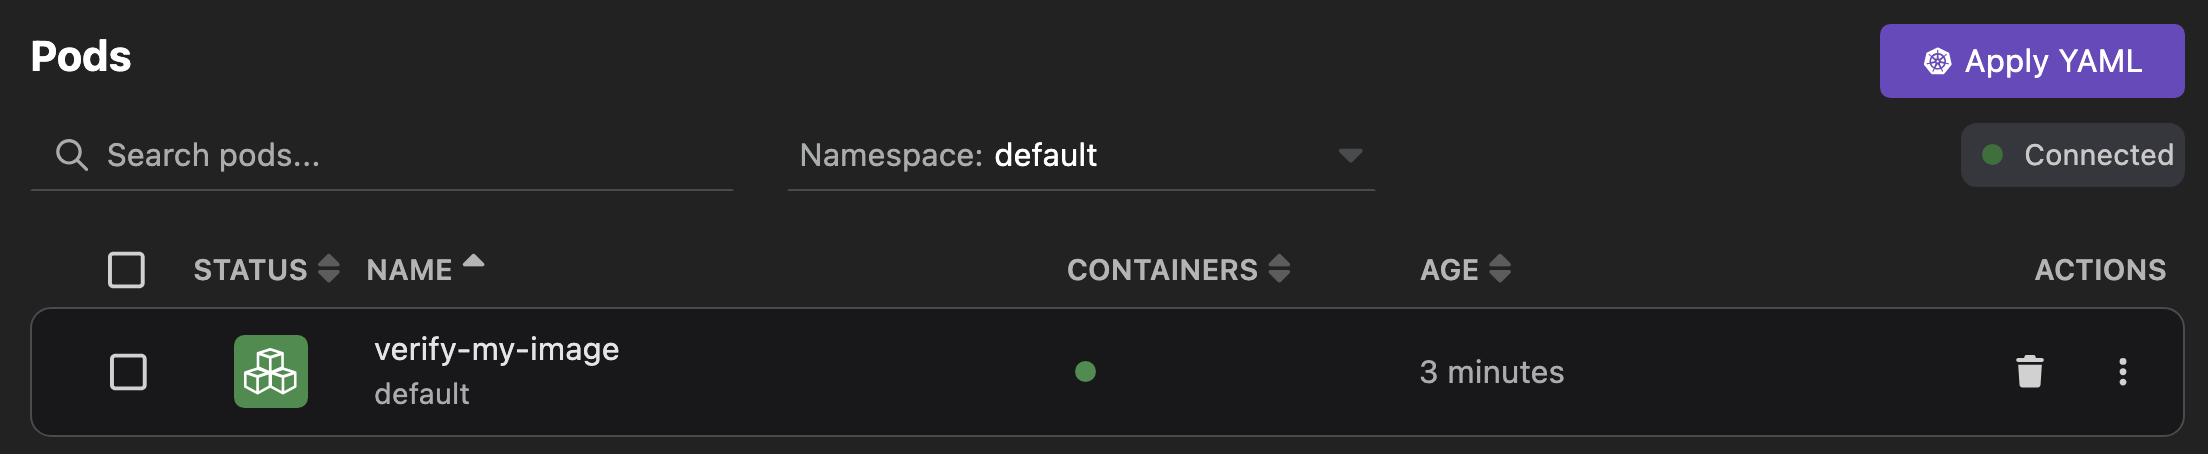 Pods
Apply YAML
Search pods...
Namespace: default
Connected
STATUS NAME CONTAINERS AGE ACTIONS
verify-my-image
default
3 minutes